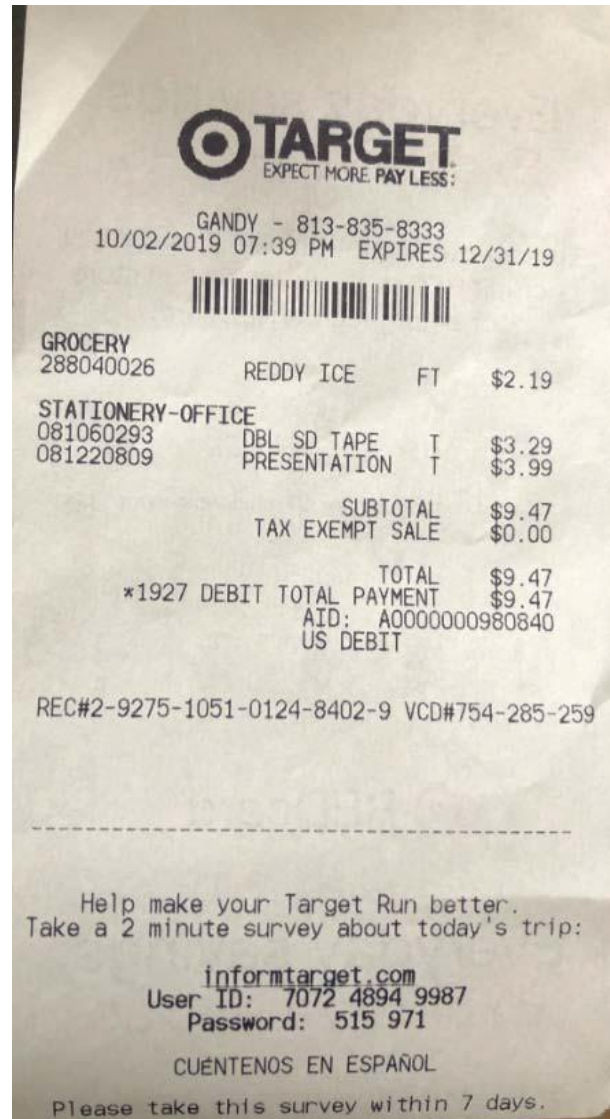 TARGET
EXPECT MORE. PAY LESS.
GANDY - 813-835-8333
10/02/2019 07:39 PM EXPIRES 12/31/19
GROCERY
288040026 REDDY ICE FT $2.19
STATIONERY-OFFICE
081060293 DBL SD TAPE T $3.29
081220809 PRESENTATION T $3.99
SUBTOTAL $9.47
TAX EXEMPT SALE $0.00
TOTAL $9.47
*1927 DEBIT TOTAL PAYMENT $9.47
AID: A0000000980840
US DEBIT
REC#2-9275-1051-0124-8402-9 VCD#754-285-259
Help make your Target Run better.
Take a 2 minute survey about today's trip:
informtarget.com
User ID: 7072 4894 9987
Password: 515 971
CUÉNTENOS EN ESPAÑOL
Please take this survey within 7 days.